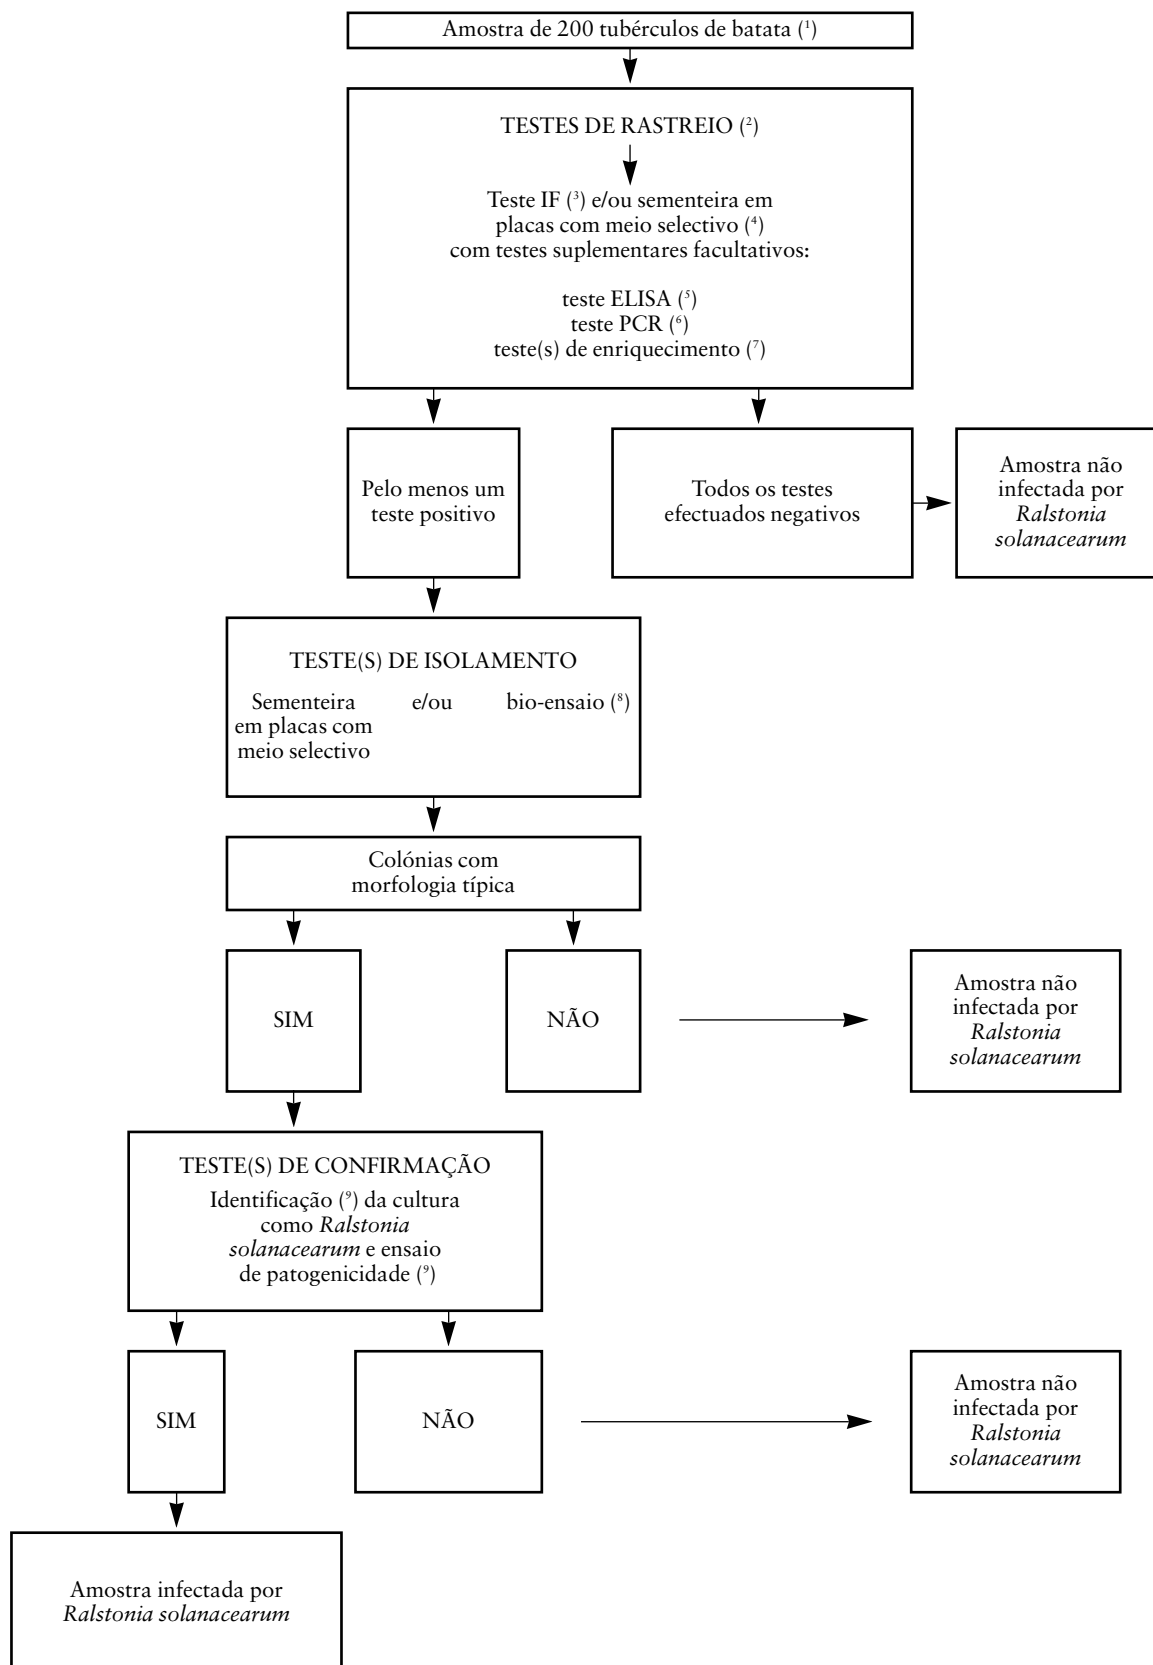 Amostra de 200 tubérculos de batata (¹)
TESTES DE RASTREIO (²)
Teste IF (³) e/ou sementeira em
placas com meio selectivo (⁴)
com testes suplementares facultativos:
teste ELISA (⁵)
teste PCR (⁶)
teste(s) de enriquecimento (⁷)
Pelo menos um
teste positivo
Todos os testes
efectuados negativos
Amostra não
infectada por
Ralstonia
solanacearum
TESTE(S) DE ISOLAMENTO
Sementeira e/ou bio-ensaio (⁸)
em placas com
meio selectivo
Colónias com
morfologia típica
SIM
NÃO
Amostra não
infectada por
Ralstonia
solanacearum
TESTE(S) DE CONFIRMAÇÃO
Identificação (⁹) da cultura
como Ralstonia
solanacearum e ensaio
de patogenicidade (⁹)
SIM
NÃO
Amostra não
infectada por
Ralstonia
solanacearum
Amostra infectada por
Ralstonia solanacearum